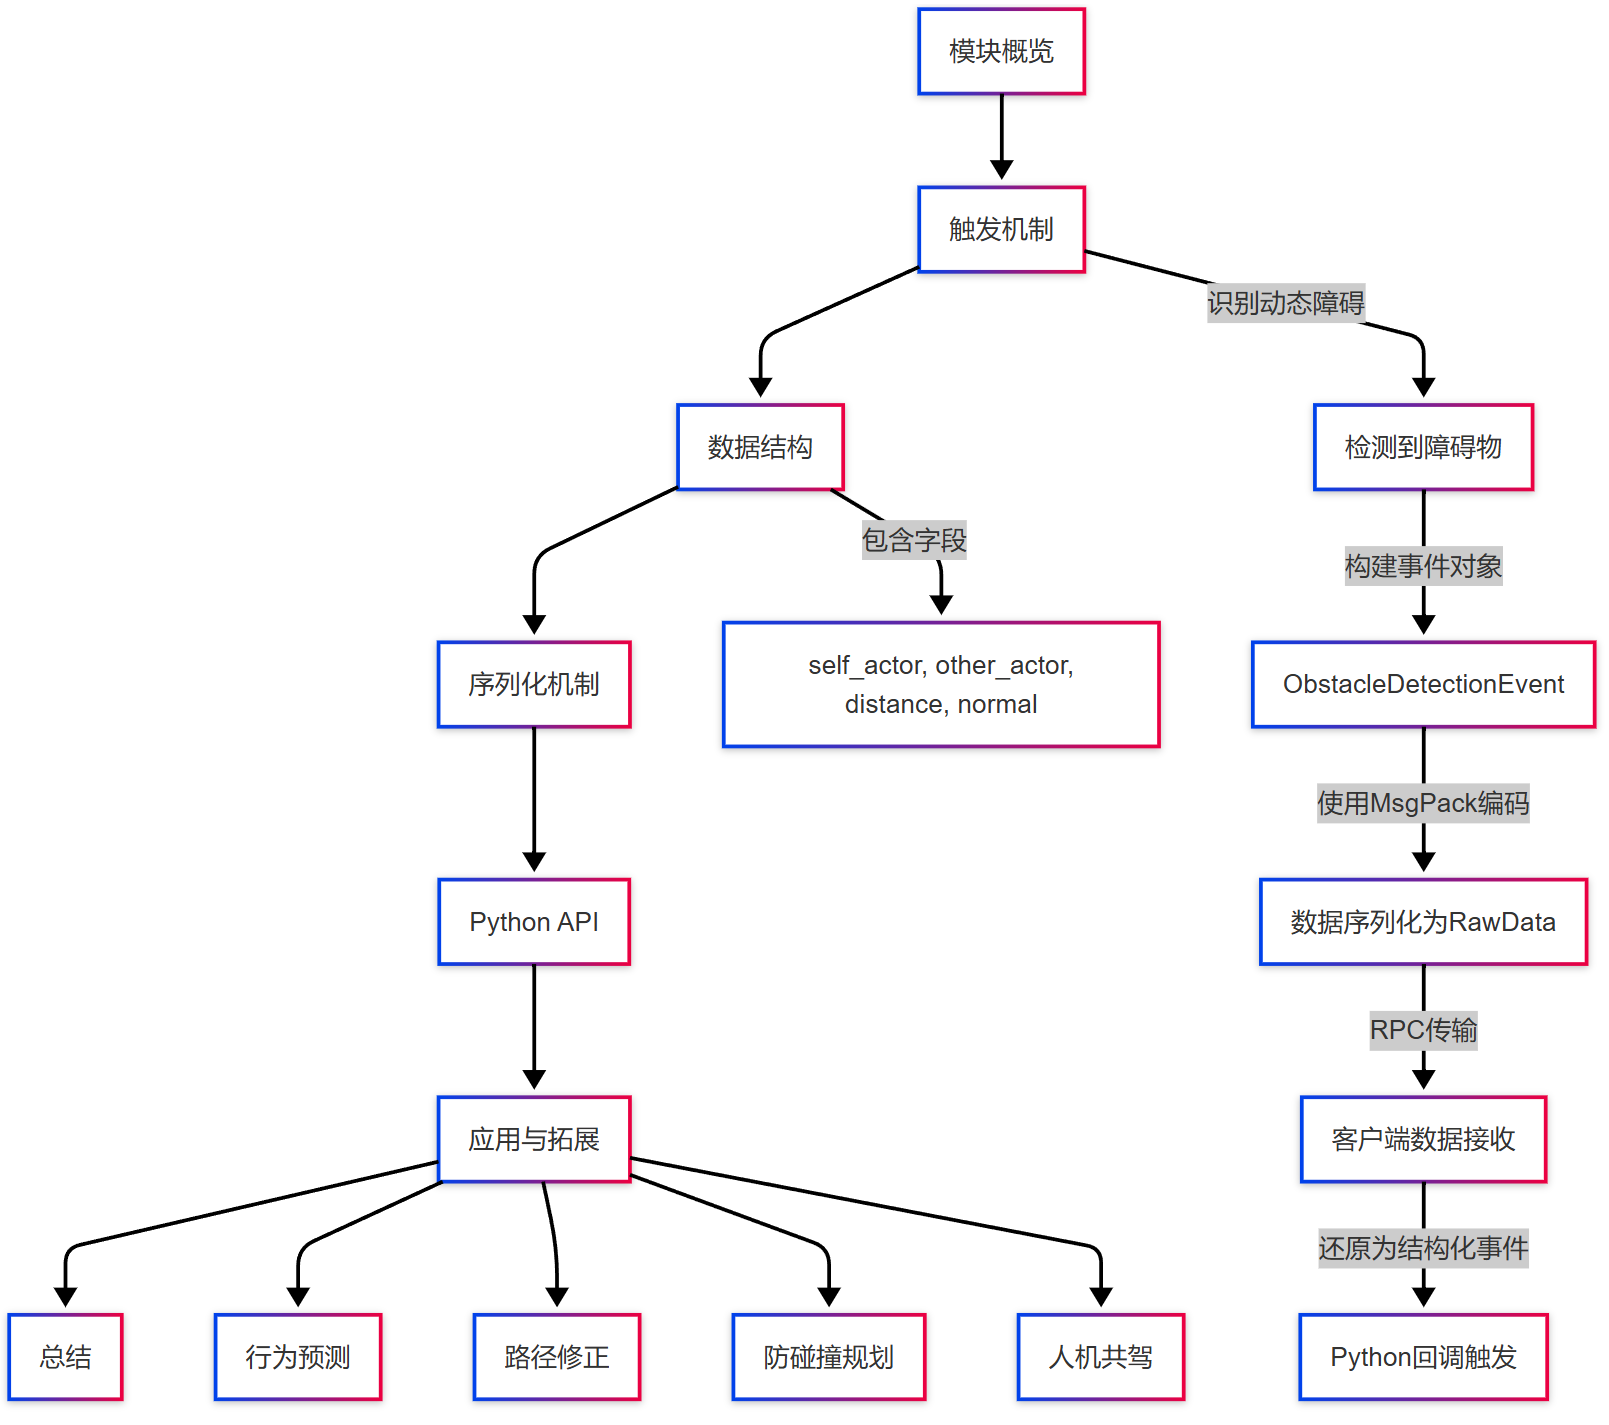 模块概览
触发机制
识别动态障碍
数据结构
检测到障碍物
包含字段
构建事件对象
序列化机制
self_actor, other_actor,
distance, normal
ObstacleDetectionEvent
使用MsgPack编码
Python API
数据序列化为RawData
RPC传输
应用与拓展
客户端数据接收
还原为结构化事件
总结
行为预测
路径修正
防碰撞规划
人机共驾
Python回调触发